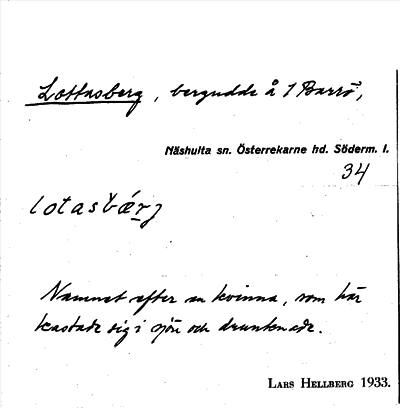 Lottasberg, bergudde å 1 Barrö,
Näshulta sn. Österrekarne hd. Söderm. l.
34
Namnet efter en kvinna, som här
kastade sig i sjön och drunknade.
LARS HELLBERG 1933.